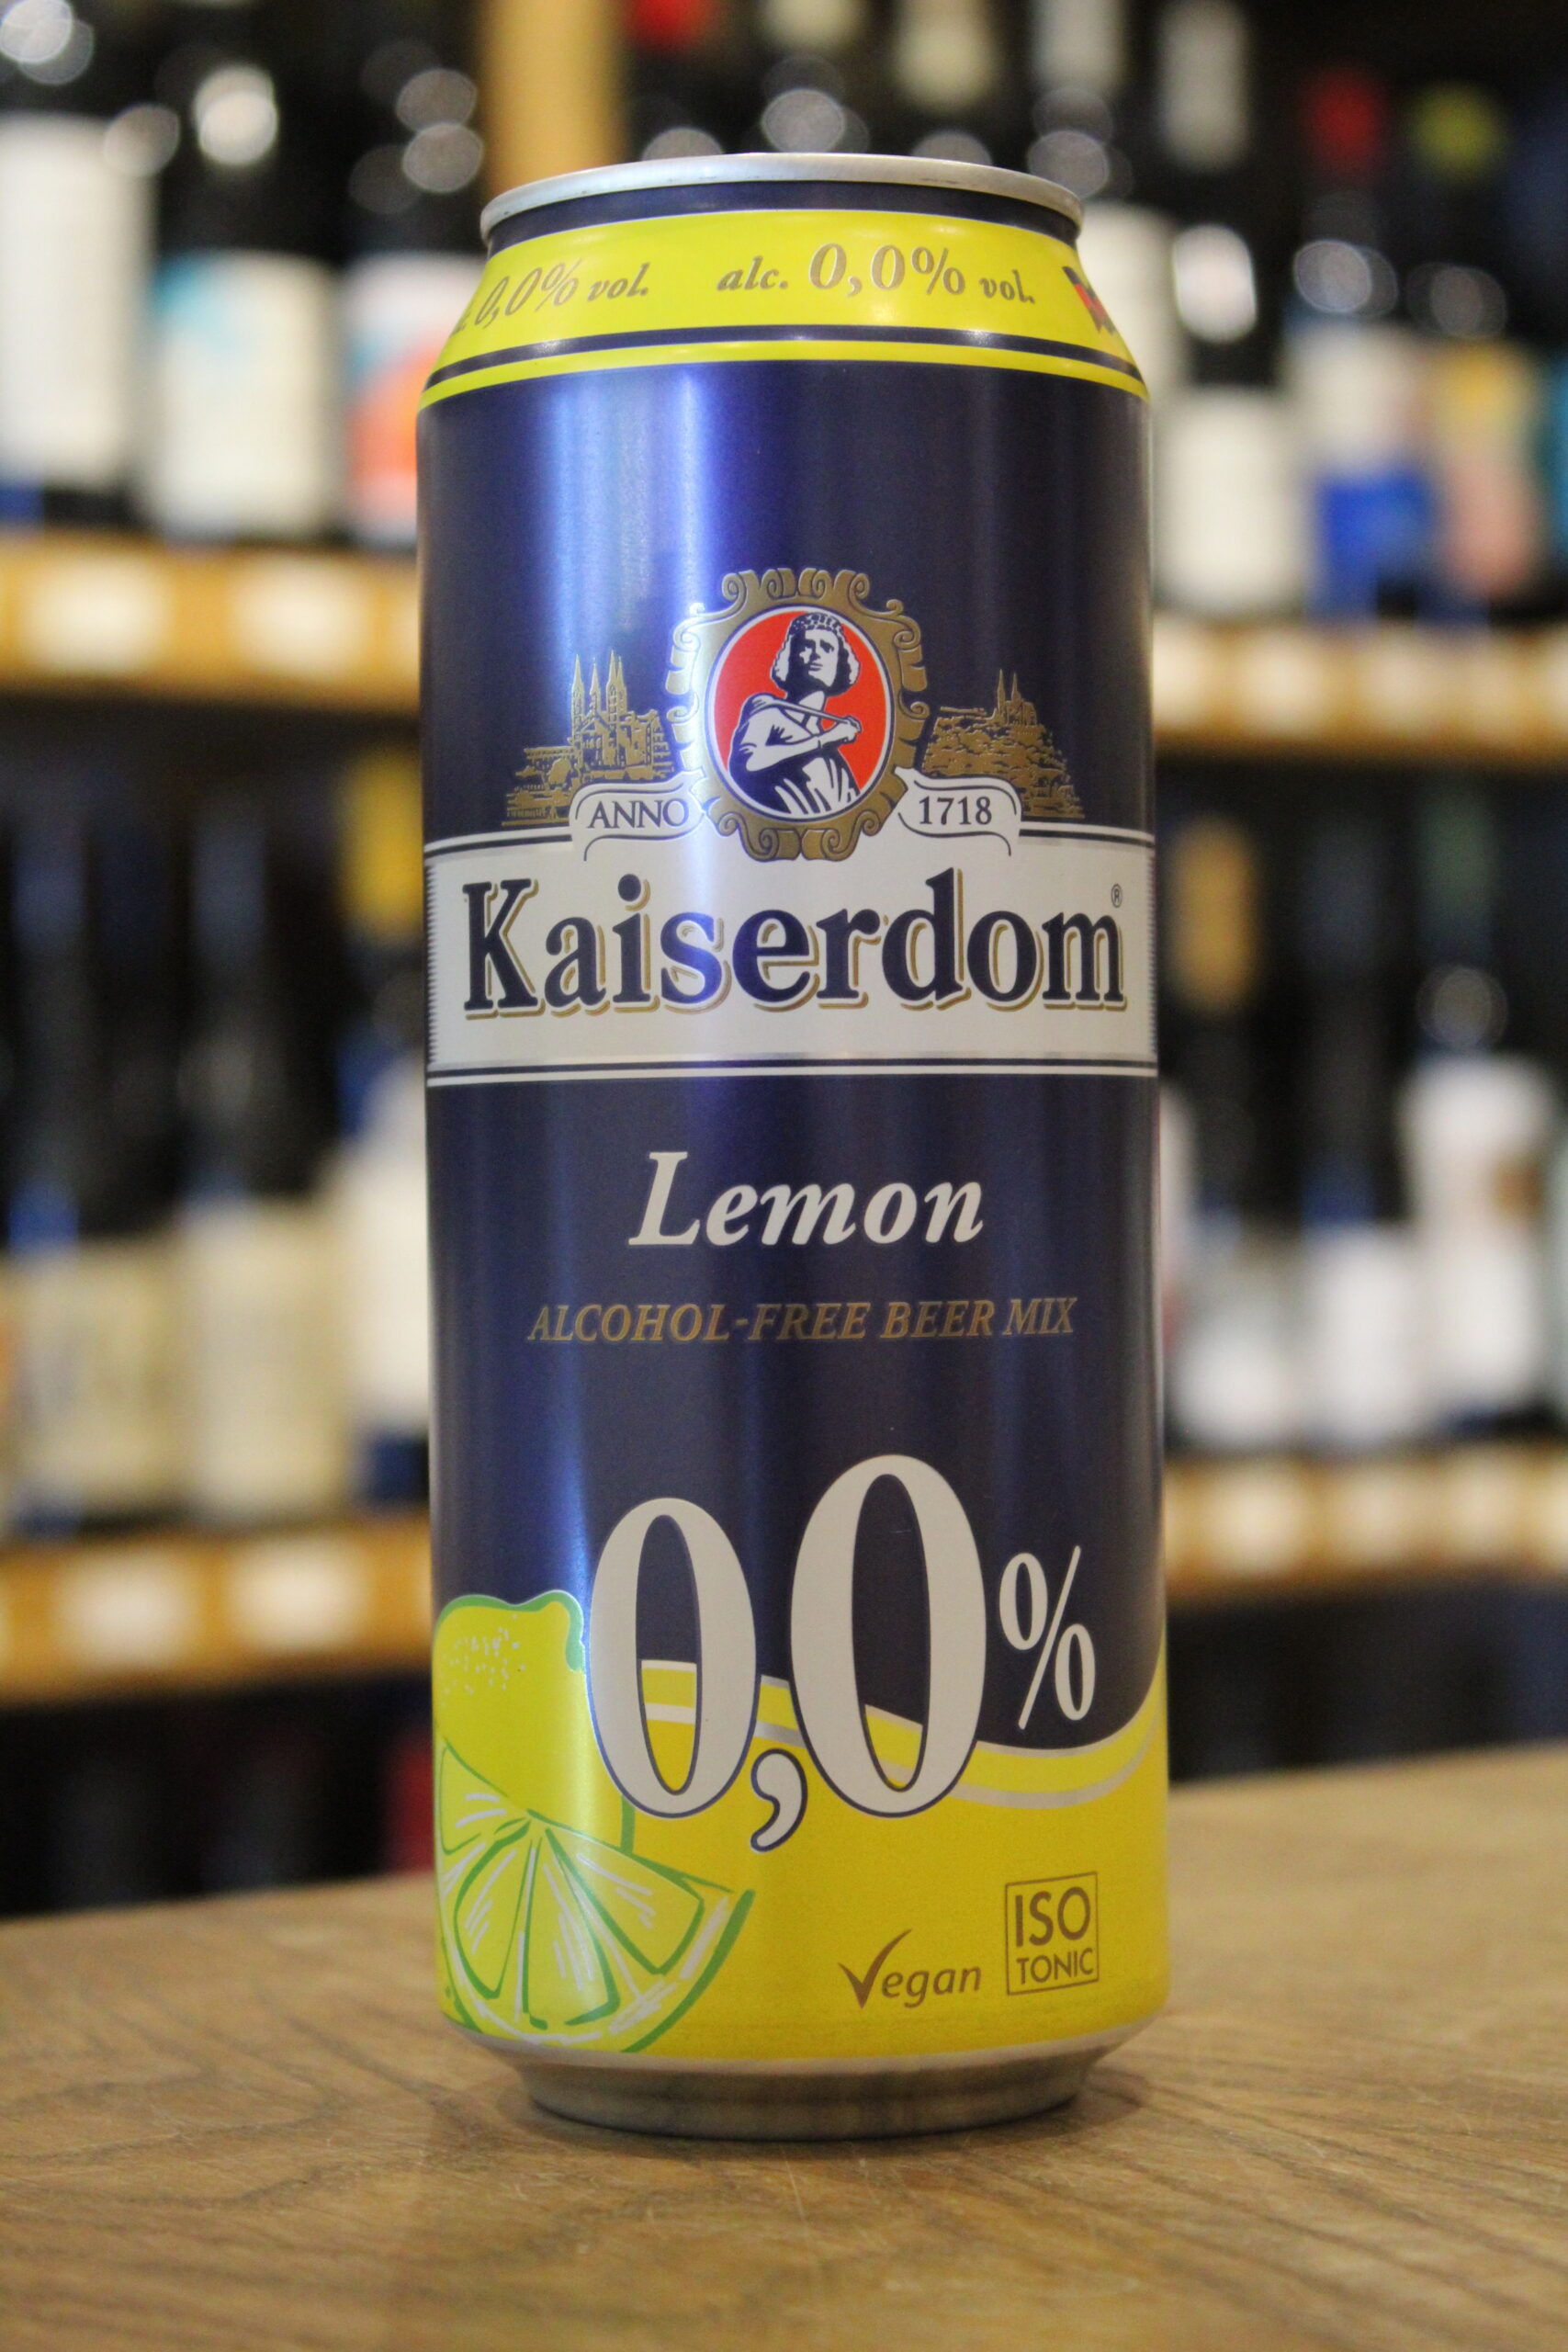 0,0% vol. alc. 0,0% vol.
ANNO 1718
Kaiserdom®
Lemon
ALCOHOL-FREE BEER MIX
0,0%
Vegan
ISO
TONIC